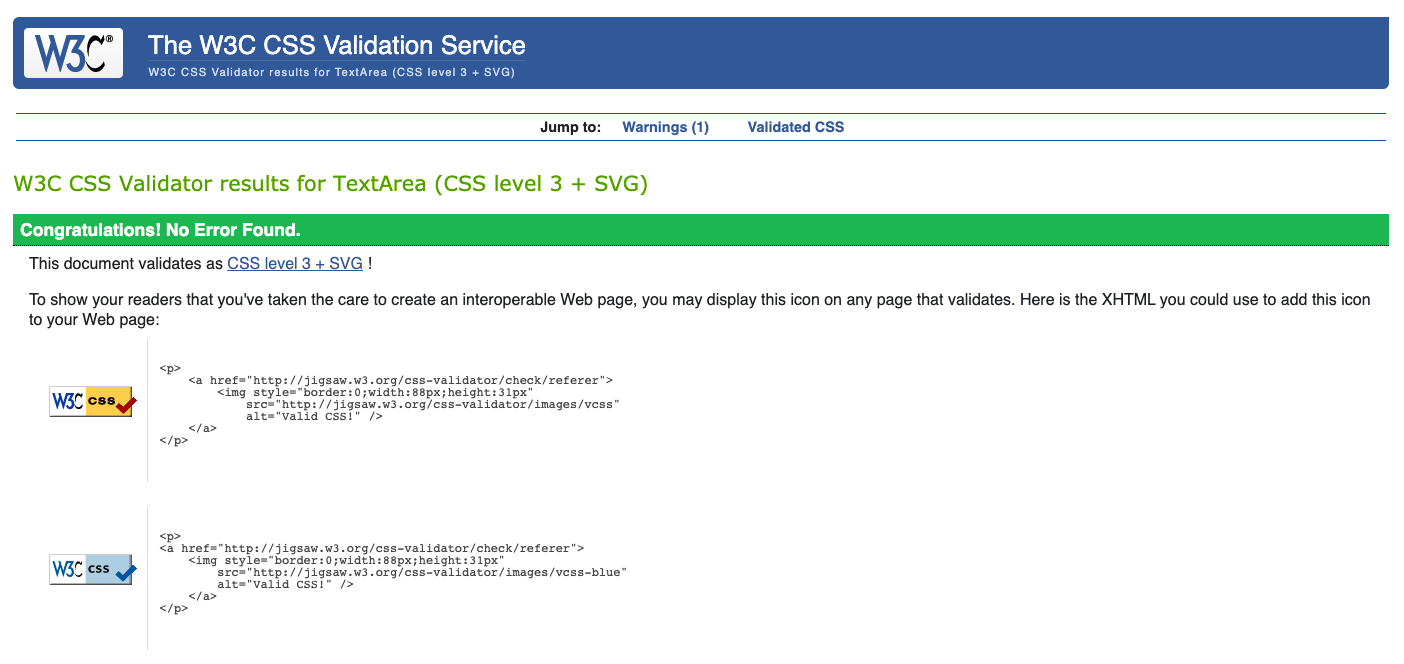 W3C® The W3C CSS Validation Service
W3C CSS Validator results for TextArea (CSS level 3 + SVG)
Jump to: Warnings (1) Validated CSS
W3C CSS Validator results for TextArea (CSS level 3 + SVG)
Congratulations! No Error Found.
This document validates as CSS level 3 + SVG !
To show your readers that you've taken the care to create an interoperable Web page, you may display this icon on any page that validates. Here is the XHTML you could use to add this icon
to your Web page:
W3C css
<p>
    <a href="http://jigsaw.w3.org/css-validator/check/referer">
        <img style="border:0;width:88px;height:31px"
            src="http://jigsaw.w3.org/css-validator/images/vcss"
            alt="Valid CSS!" />
    </a>
</p>
W3C css
<p>
<a href="http://jigsaw.w3.org/css-validator/check/referer">
    <img style="border:0;width:88px;height:31px"
        src="http://jigsaw.w3.org/css-validator/images/vcss-blue"
        alt="Valid CSS!" />
    </a>
</p>